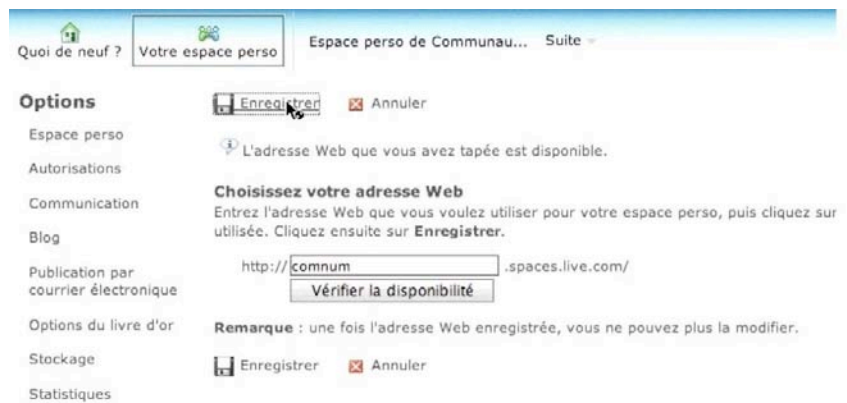 Quoi de neuf ?
Votre espace perso
Espace perso de Communau...
Suite
Options
Espace perso
Autorisations
Communication
Blog
Publication par
courrier électronique
Options du livre d'or
Stockage
Statistiques
Enregistrer
Annuler
L'adresse Web que vous avez tapée est disponible.
Choisissez votre adresse Web
Entrez l'adresse Web que vous voulez utiliser pour votre espace perso, puis cliquez sur
utilisée. Cliquez ensuite sur Enregistrer.
http:// comnum .spaces.live.com/
Vérifier la disponibilité
Remarque : une fois l'adresse Web enregistrée, vous ne pouvez plus la modifier.
Enregistrer
Annuler